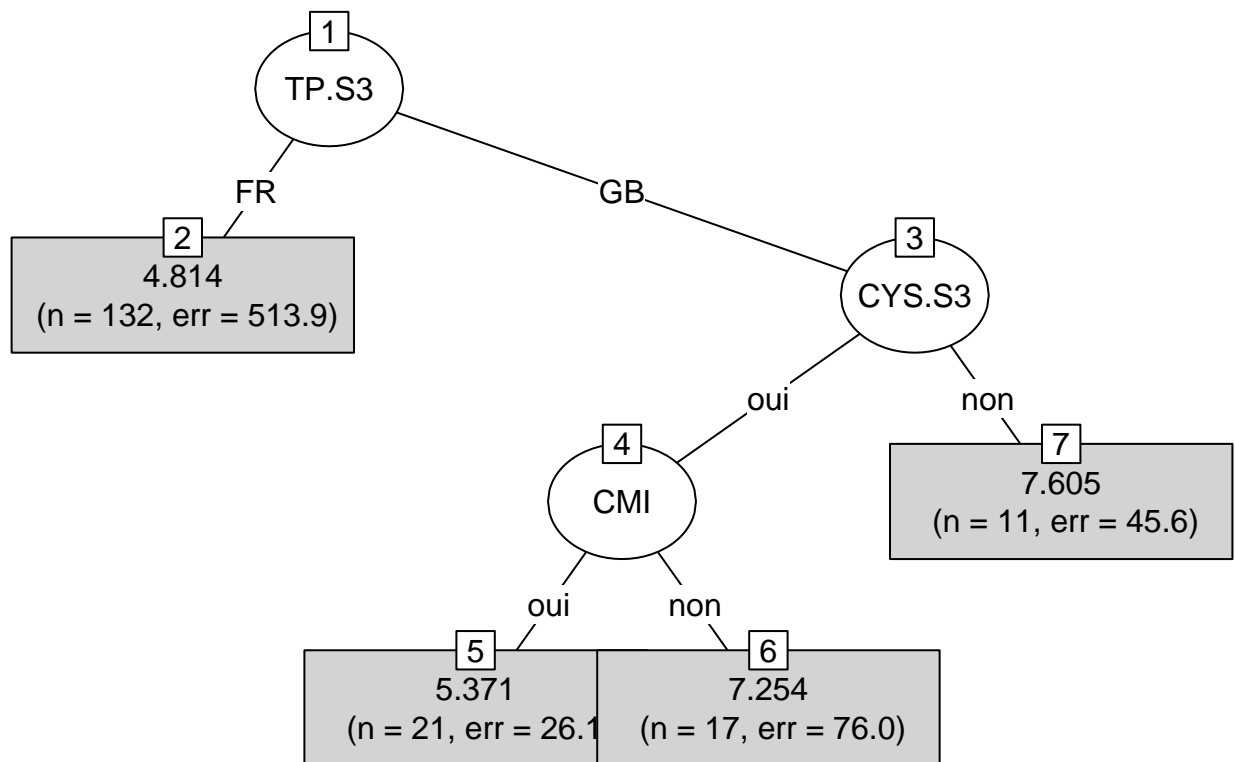 1
TP.S3
FR
GB
2
4.814
(n = 132, err = 513.9)
3
CYS.S3
oui
non
4
CMI
7
7.605
(n = 11, err = 45.6)
oui
non
5
5.371
(n = 21, err = 26.1
6
7.254
(n = 17, err = 76.0)